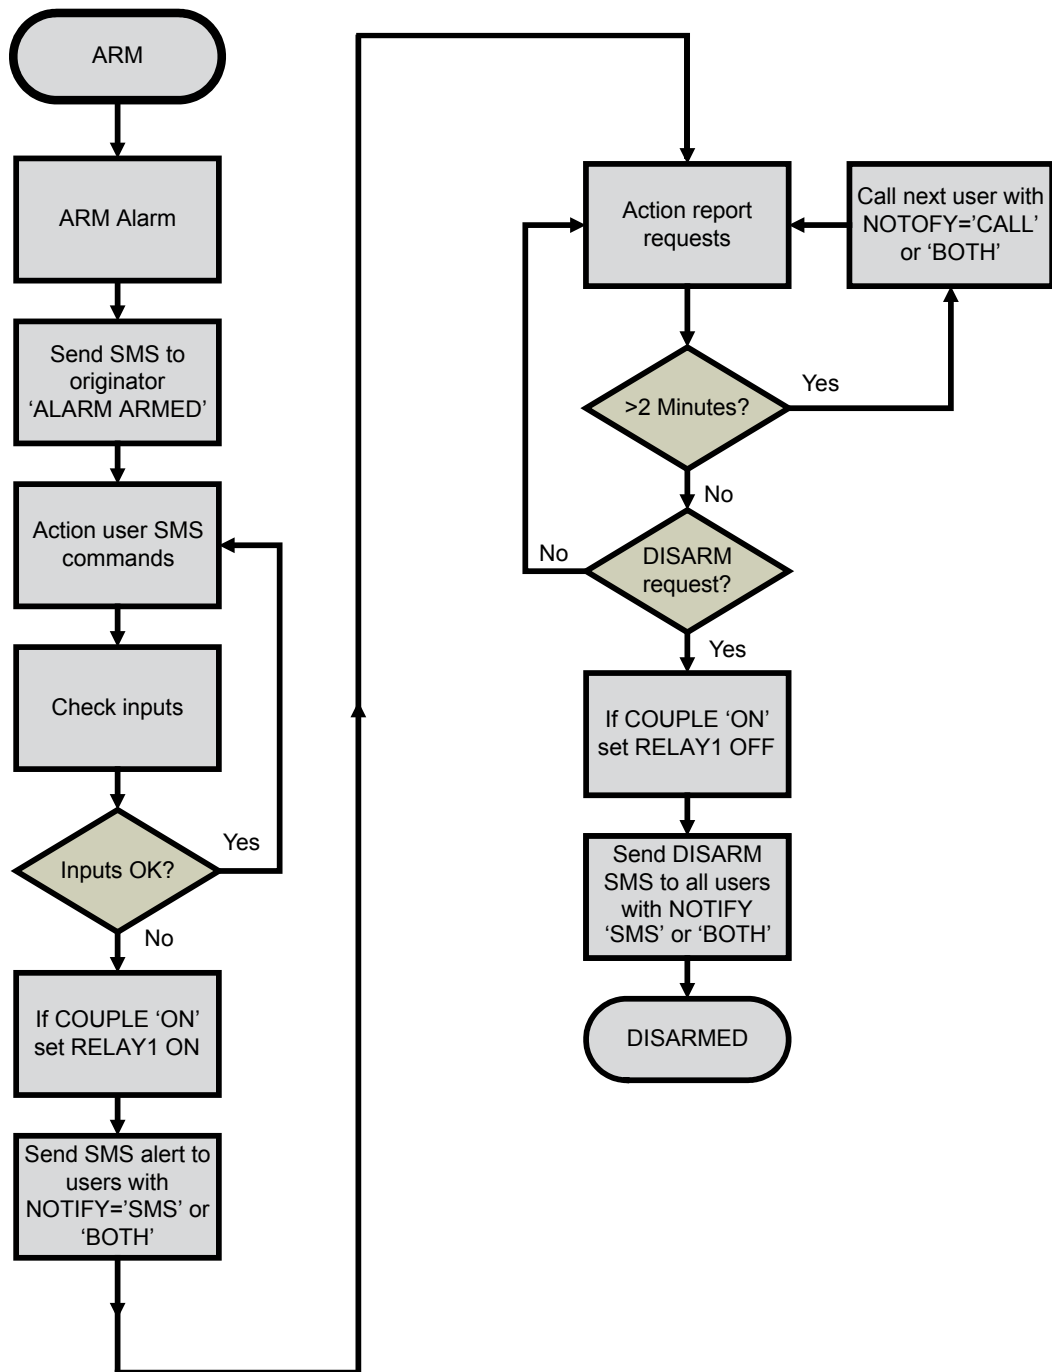 ARM
ARM Alarm
Send SMS to
originator
‘ALARM ARMED’
Action user SMS
commands
Check inputs
Inputs OK?
Yes
No
If COUPLE ‘ON’
set RELAY1 ON
Send SMS alert to
users with
NOTIFY=’SMS’ or
‘BOTH’
Action report
requests
Call next user with
NOTOFY=’CALL’
or ‘BOTH’
>2 Minutes?
Yes
No
DISARM
request?
No
Yes
If COUPLE ‘ON’
set RELAY1 OFF
Send DISARM
SMS to all users
with NOTIFY
‘SMS’ or ‘BOTH’
DISARMED